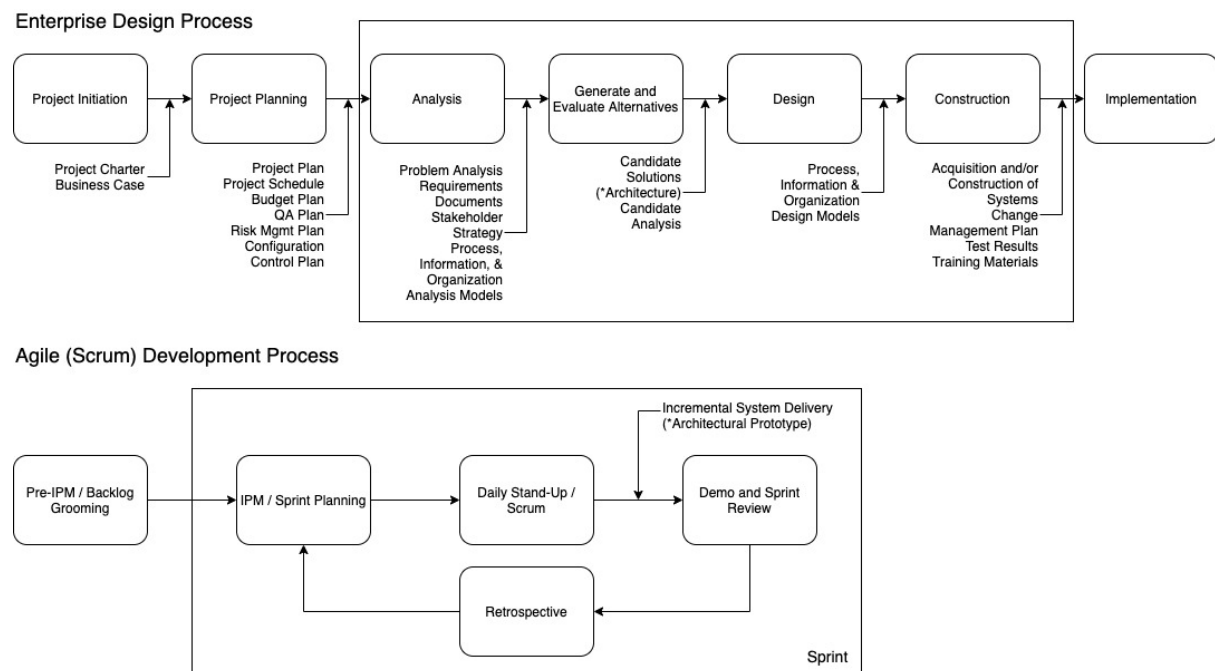 Enterprise Design Process
Project Initiation
Project Planning
Analysis
Generate and
Evaluate Alternatives
Design
Construction
Implementation
Project Charter
Business Case
Project Plan
Project Schedule
Budget Plan
QA Plan
Risk Mgmt Plan
Configuration
Control Plan
Problem Analysis
Requirements
Documents
Stakeholder
Strategy
Process,
Information, &
Organization
Analysis Models
Candidate
Solutions
(*Architecture)
Candidate
Analysis
Process,
Information &
Organization
Design Models
Acquisition and/or
Construction of
Systems
Change
Management Plan
Test Results
Training Materials
Agile (Scrum) Development Process
Incremental System Delivery
(*Architectural Prototype)
Pre-IPM / Backlog
Grooming
IPM / Sprint Planning
Daily Stand-Up /
Scrum
Demo and Sprint
Review
Retrospective
Sprint